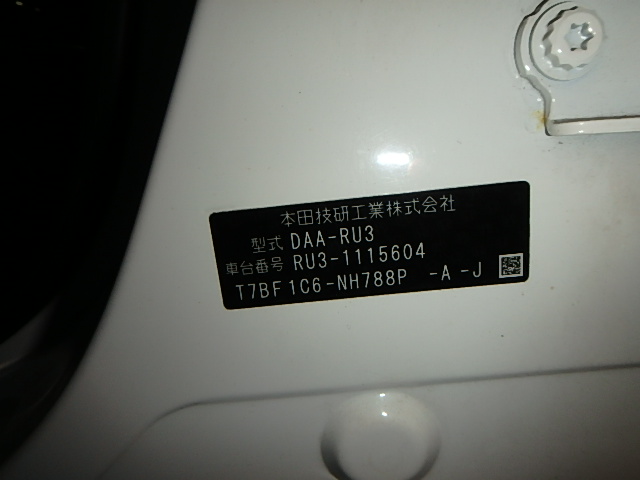 本田技研工業株式会社
型式 DAA-RU3
車台番号 RU3-1115604
T7BF1C6-NH788P -A-J